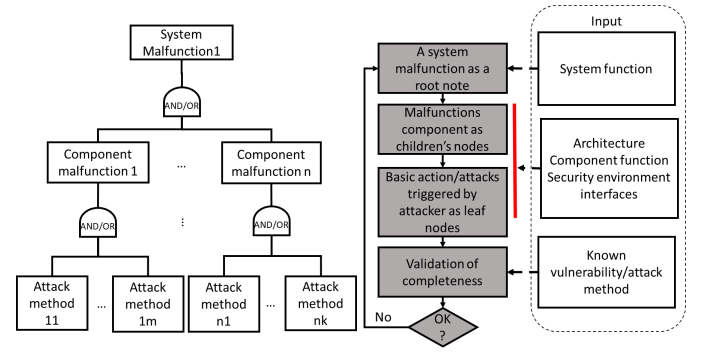 System
Malfunction1
AND/OR
Component
malfunction 1
...
Component
malfunction n
AND/OR
...
AND/OR
Attack
method
11
...
Attack
method
1m
Attack
method
n1
...
Attack
method
nk
A system
malfunction as a
root note
Malfunctions
component as
children's nodes
Basic action/attacks
triggered by
attacker as leaf
nodes
Validation of
completeness
No
OK
?
Input
System function
Architecture
Component function
Security environment
interfaces
Known
vulnerability/attack
method